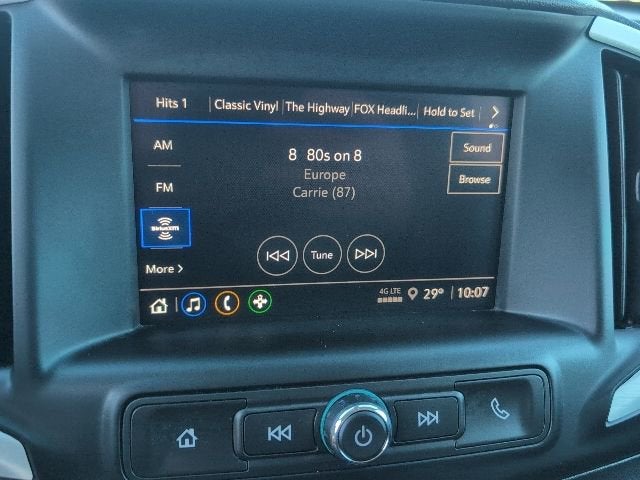 Hits 1 Classic Vinyl The Highway FOX Headli... Hold to Set
AM
8 80s on 8
Sound
FM
Europe
Browse
Carrie (87)
SiriusXM
Tune
More
4G LTE
29° 10:07